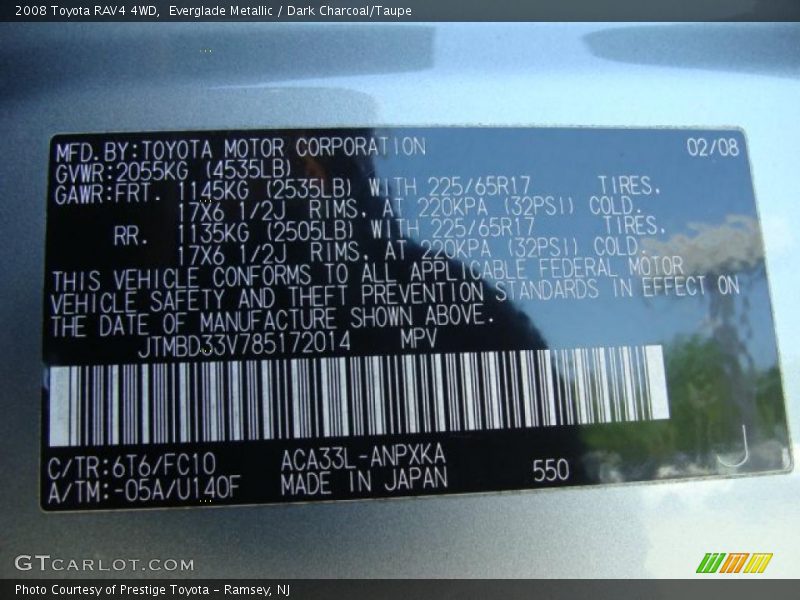 2008 Toyota RAV4 4WD,  Everglade Metallic / Dark Charcoal/Taupe
MFD.BY:TOYOTA MOTOR CORPORATION 02/08
GVWR:2055KG (4535LB)
GAWR:FRT. 1145KG (2535LB) WITH 225/65R17 TIRES.
17X6 1/2J RIMS. AT 220KPA (32PSI) COLD.
RR. 1135KG (2505LB) WITH 225/65R17 TIRES.
17X6 1/2J RIMS. AT 220KPA (32PSI) COLD.
THIS VEHICLE CONFORMS TO ALL APPLICABLE FEDERAL MOTOR
VEHICLE SAFETY AND THEFT PREVENTION STANDARDS IN EFFECT ON
THE DATE OF MANUFACTURE SHOWN ABOVE.
JTMBD33V785172014 MPV
C/TR:6T6/FC10 ACA33L-ANPXKA
A/TM:-05A/U140F MADE IN JAPAN 550 J
GTCARLOT.COM
Photo Courtesy of Prestige Toyota - Ramsey, NJ